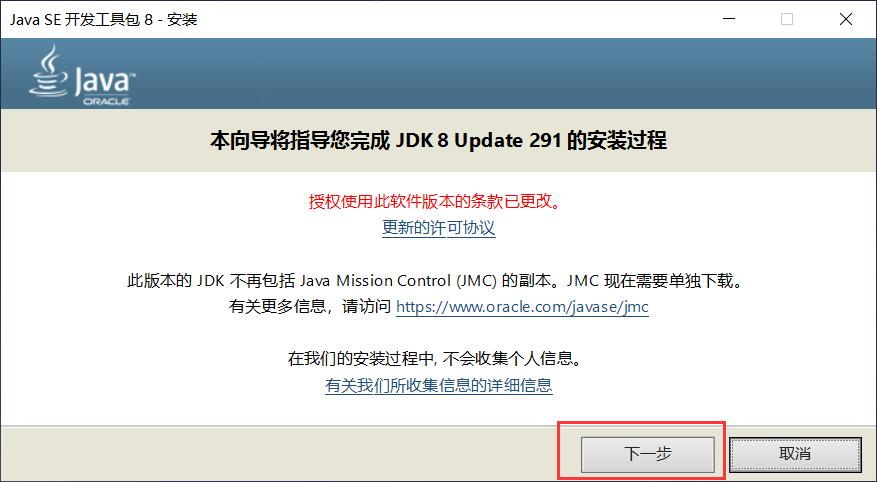 Java SE 开发工具包 8 - 安装
Java™
ORACLE
本向导将指导您完成 JDK 8 Update 291 的安装过程
授权使用此软件版本的条款已更改。
更新的许可协议
此版本的 JDK 不再包括 Java Mission Control (JMC) 的副本。JMC 现在需要单独下载。
有关更多信息，请访问 https://www.oracle.com/javase/jmc
在我们的安装过程中, 不会收集个人信息。
有关我们所收集信息的详细信息
下一步 取消